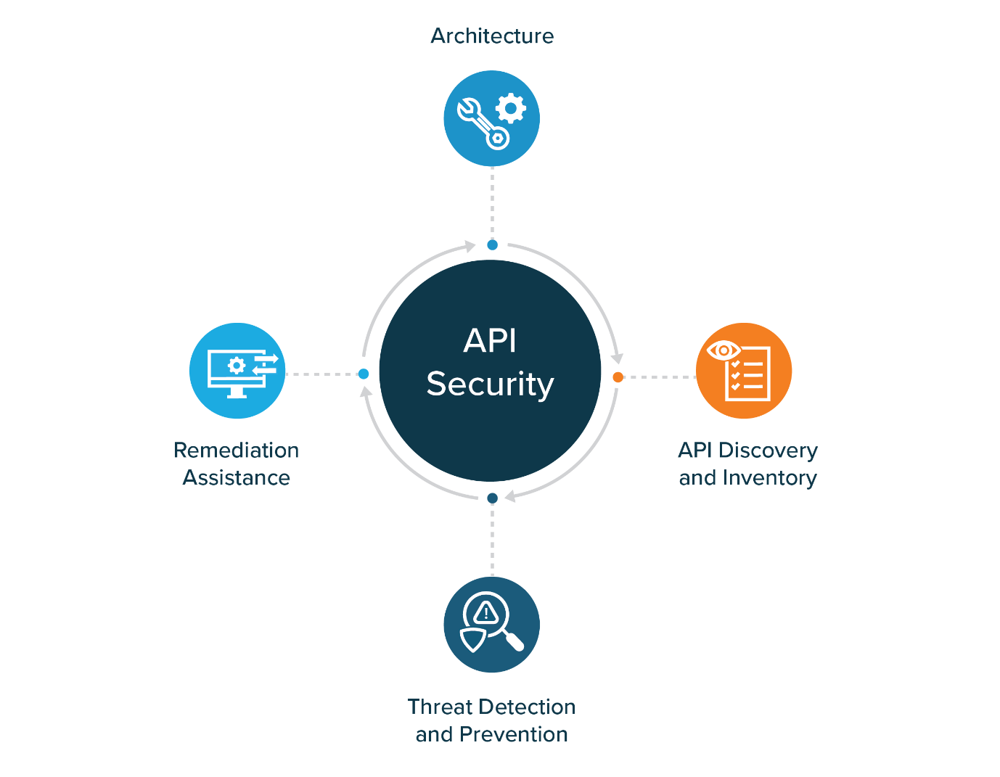 Architecture
API
Security
Remediation
Assistance
API Discovery
and Inventory
Threat Detection
and Prevention